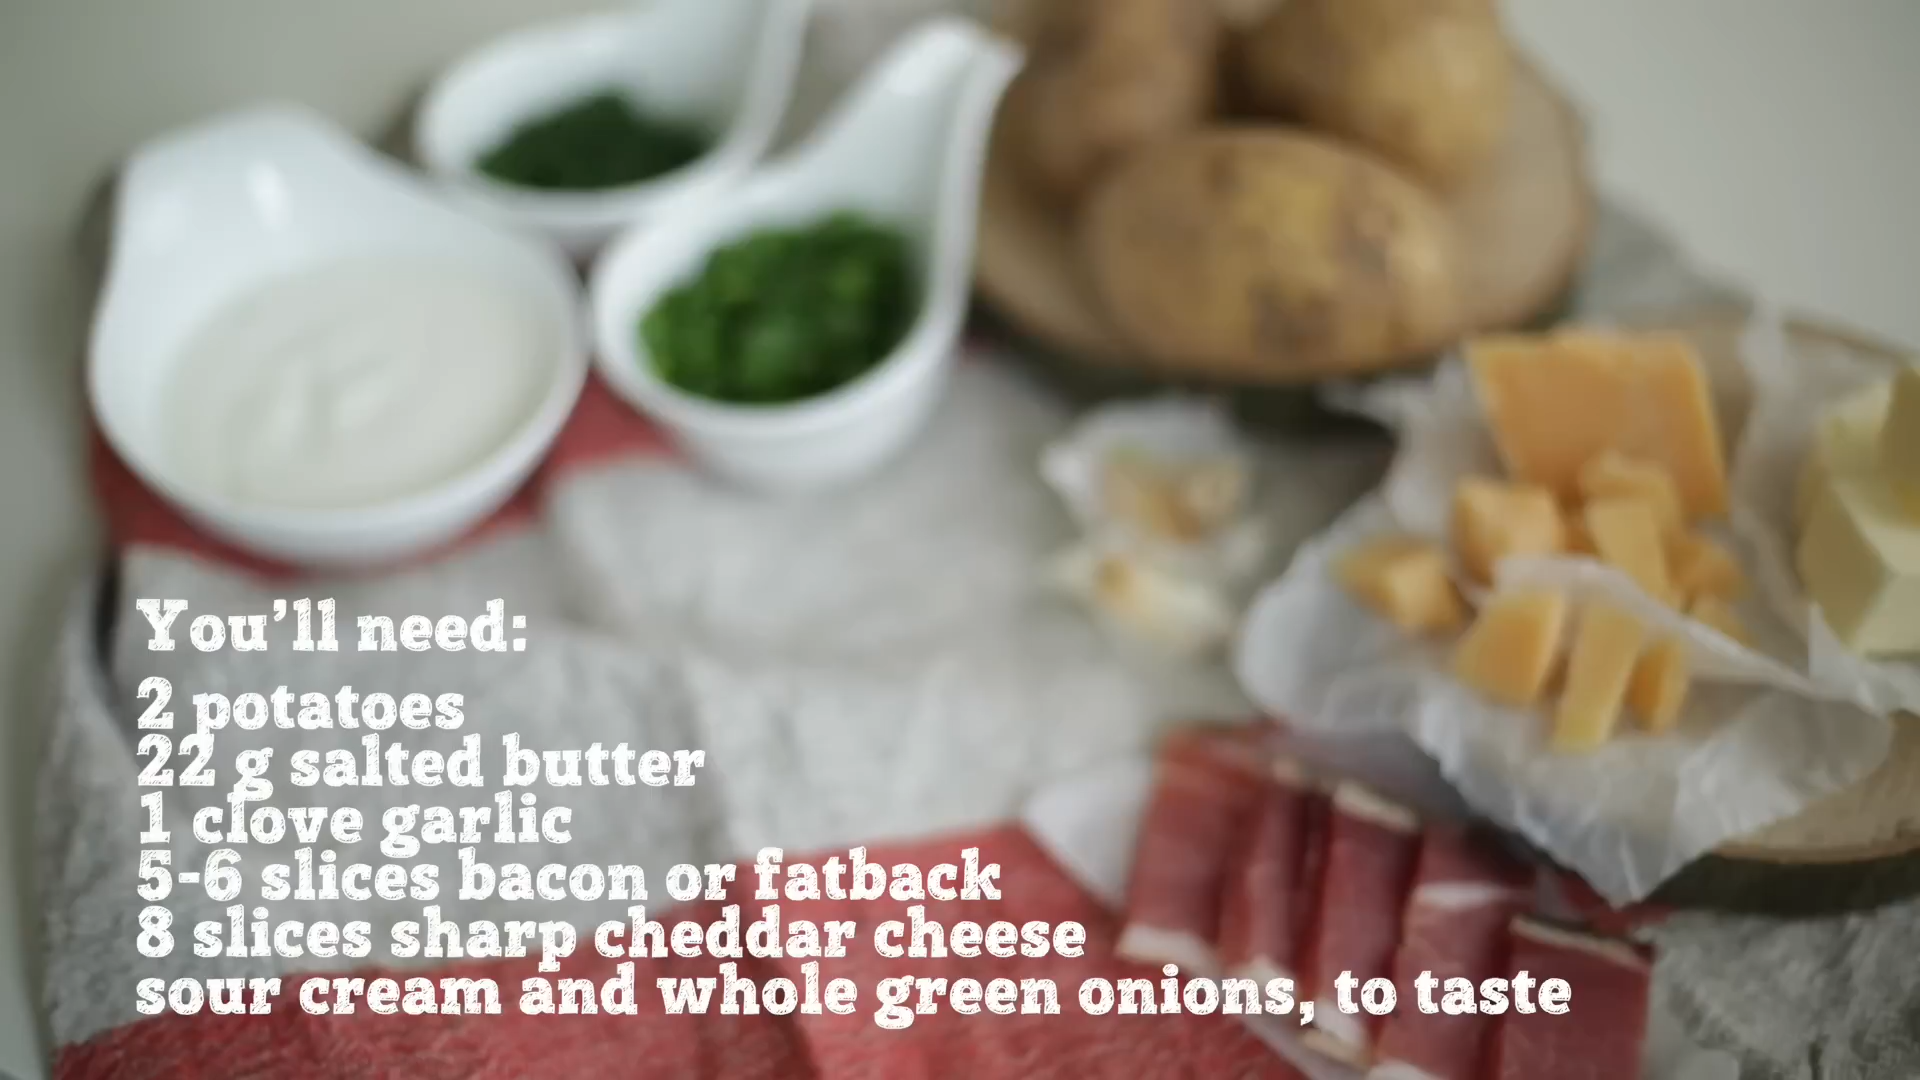 You'll need:
2 potatoes
22 g salted butter
1 clove garlic
5-6 slices bacon or fatback
8 slices sharp cheddar cheese
sour cream and whole green onions, to taste